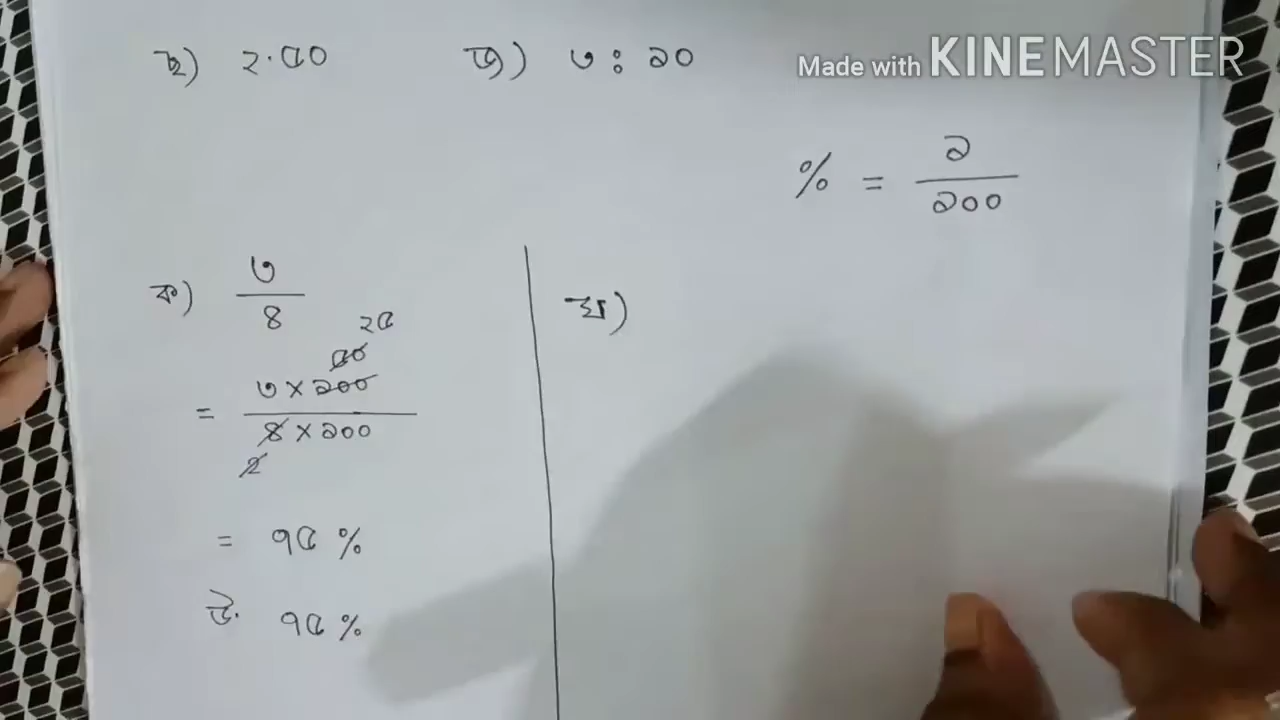 ছ) ২.৫০ জ) ৩ : ১০
Made with KINEMASTER
% = ১
১০০
ক) ৩
৪
২৫
৫০
= ৩ × ১০০
৪ × ১০০
২
= ৭৫ %
উ. ৭৫ %
ঘ)